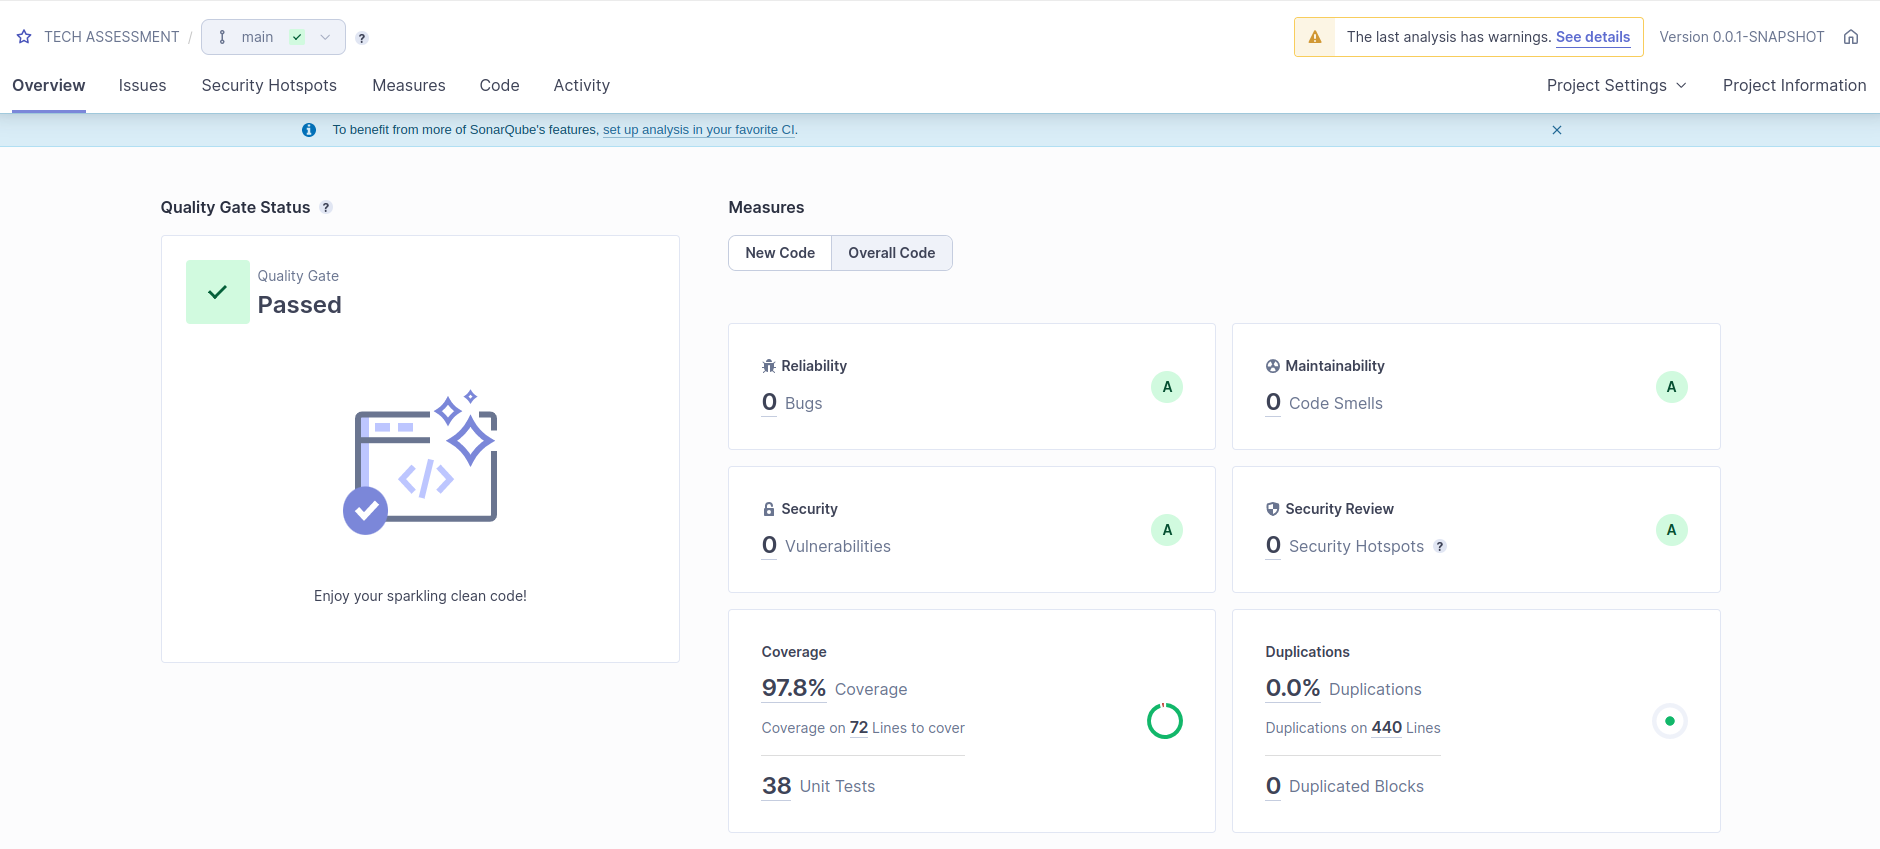 TECH ASSESSMENT / main ?
The last analysis has warnings. See details
Version 0.0.1-SNAPSHOT
Overview Issues Security Hotspots Measures Code Activity
Project Settings Project Information
To benefit from more of SonarQube's features, set up analysis in your favorite CI.
Quality Gate Status ?
Quality Gate
Passed
</>
Enjoy your sparkling clean code!
Measures
New Code Overall Code
Reliability
0 Bugs
A
Maintainability
0 Code Smells
A
Security
0 Vulnerabilities
A
Security Review
0 Security Hotspots ?
A
Coverage
97.8% Coverage
Coverage on 72 Lines to cover
38 Unit Tests
Duplications
0.0% Duplications
Duplications on 440 Lines
0 Duplicated Blocks